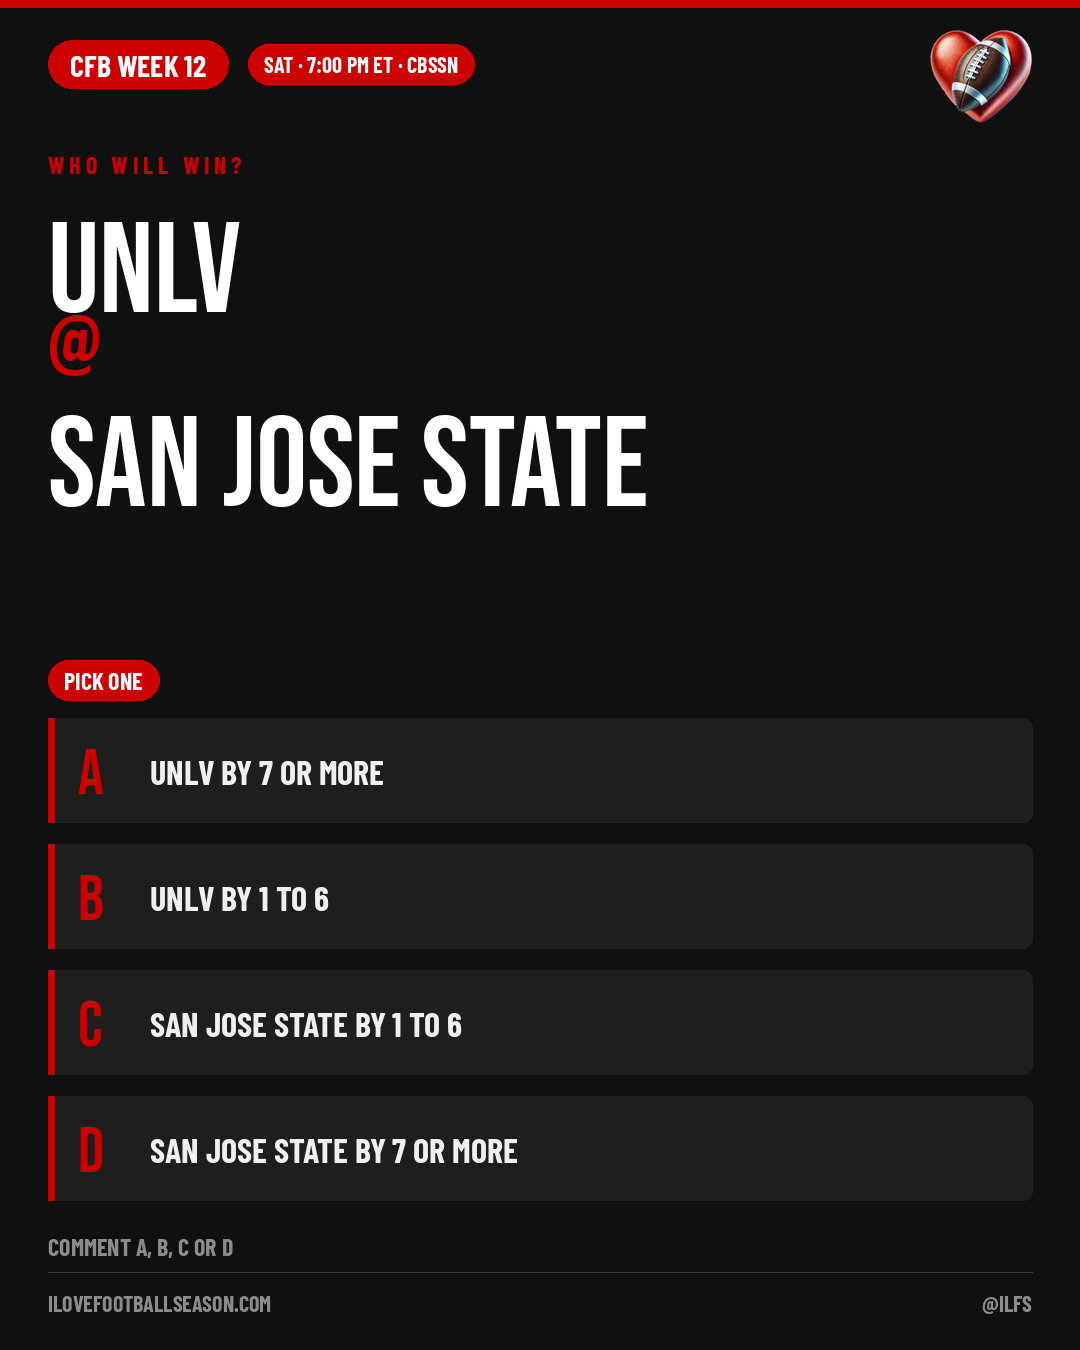 CFB WEEK 12
SAT · 7:00 PM ET · CBSSN
WHO WILL WIN?
UNLV
@
SAN JOSE STATE
PICK ONE
A UNLV BY 7 OR MORE
B UNLV BY 1 TO 6
C SAN JOSE STATE BY 1 TO 6
D SAN JOSE STATE BY 7 OR MORE
COMMENT A, B, C OR D
ILOVEFOOTBALLSEASON.COM
@ILFS